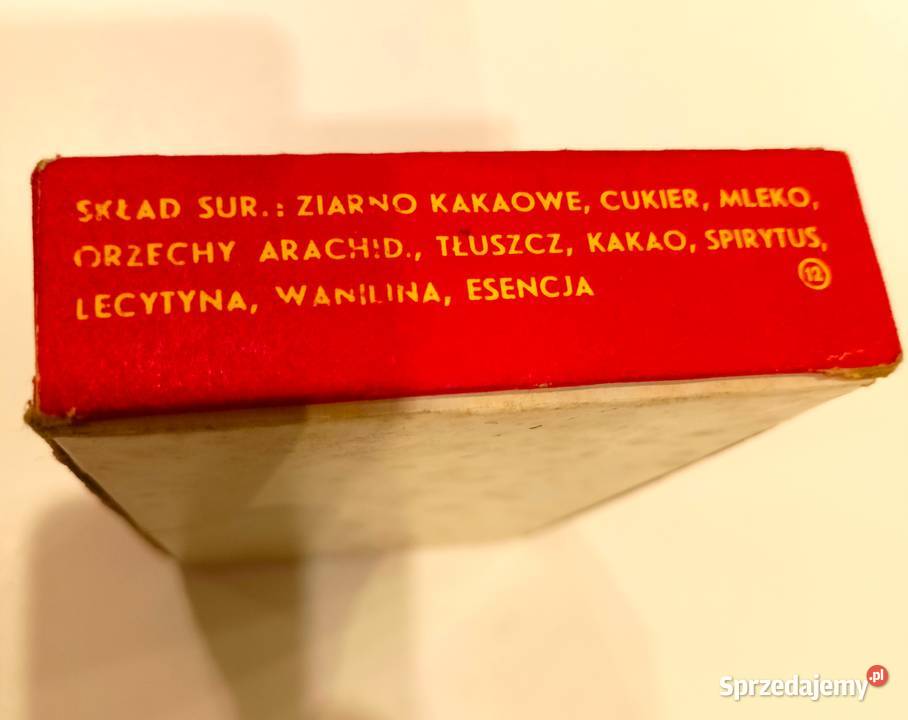 SKŁAD SUR.: ZIARNO KAKAOWE, CUKIER, MLEKO,
ORZECHY ARACHID., TŁUSZCZ, KAKAO, SPIRYTUS,
LECYTYNA, WANILINA, ESENCJA
12
Sprzedajemy.pl